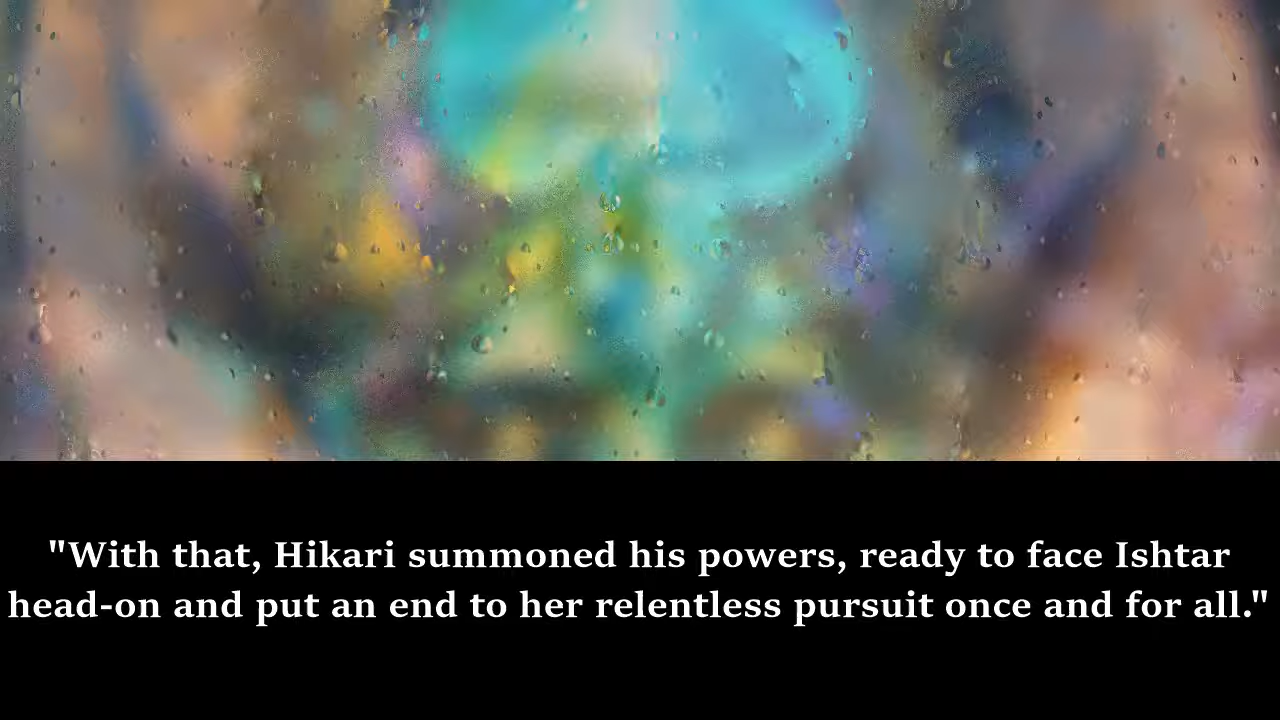 "With that, Hikari summoned his powers, ready to face Ishtar
head-on and put an end to her relentless pursuit once and for all."